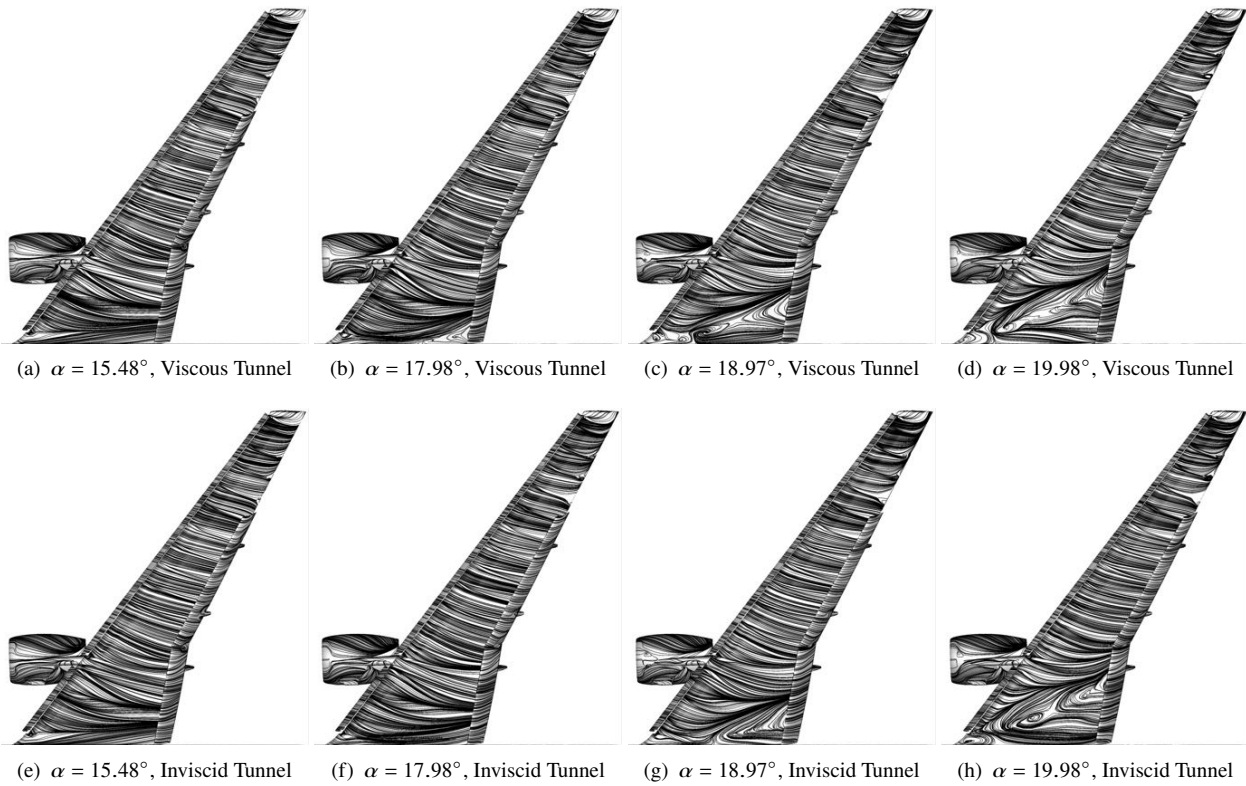 (a) α = 15.48°, Viscous Tunnel
(b) α = 17.98°, Viscous Tunnel
(c) α = 18.97°, Viscous Tunnel
(d) α = 19.98°, Viscous Tunnel
(e) α = 15.48°, Inviscid Tunnel
(f) α = 17.98°, Inviscid Tunnel
(g) α = 18.97°, Inviscid Tunnel
(h) α = 19.98°, Inviscid Tunnel